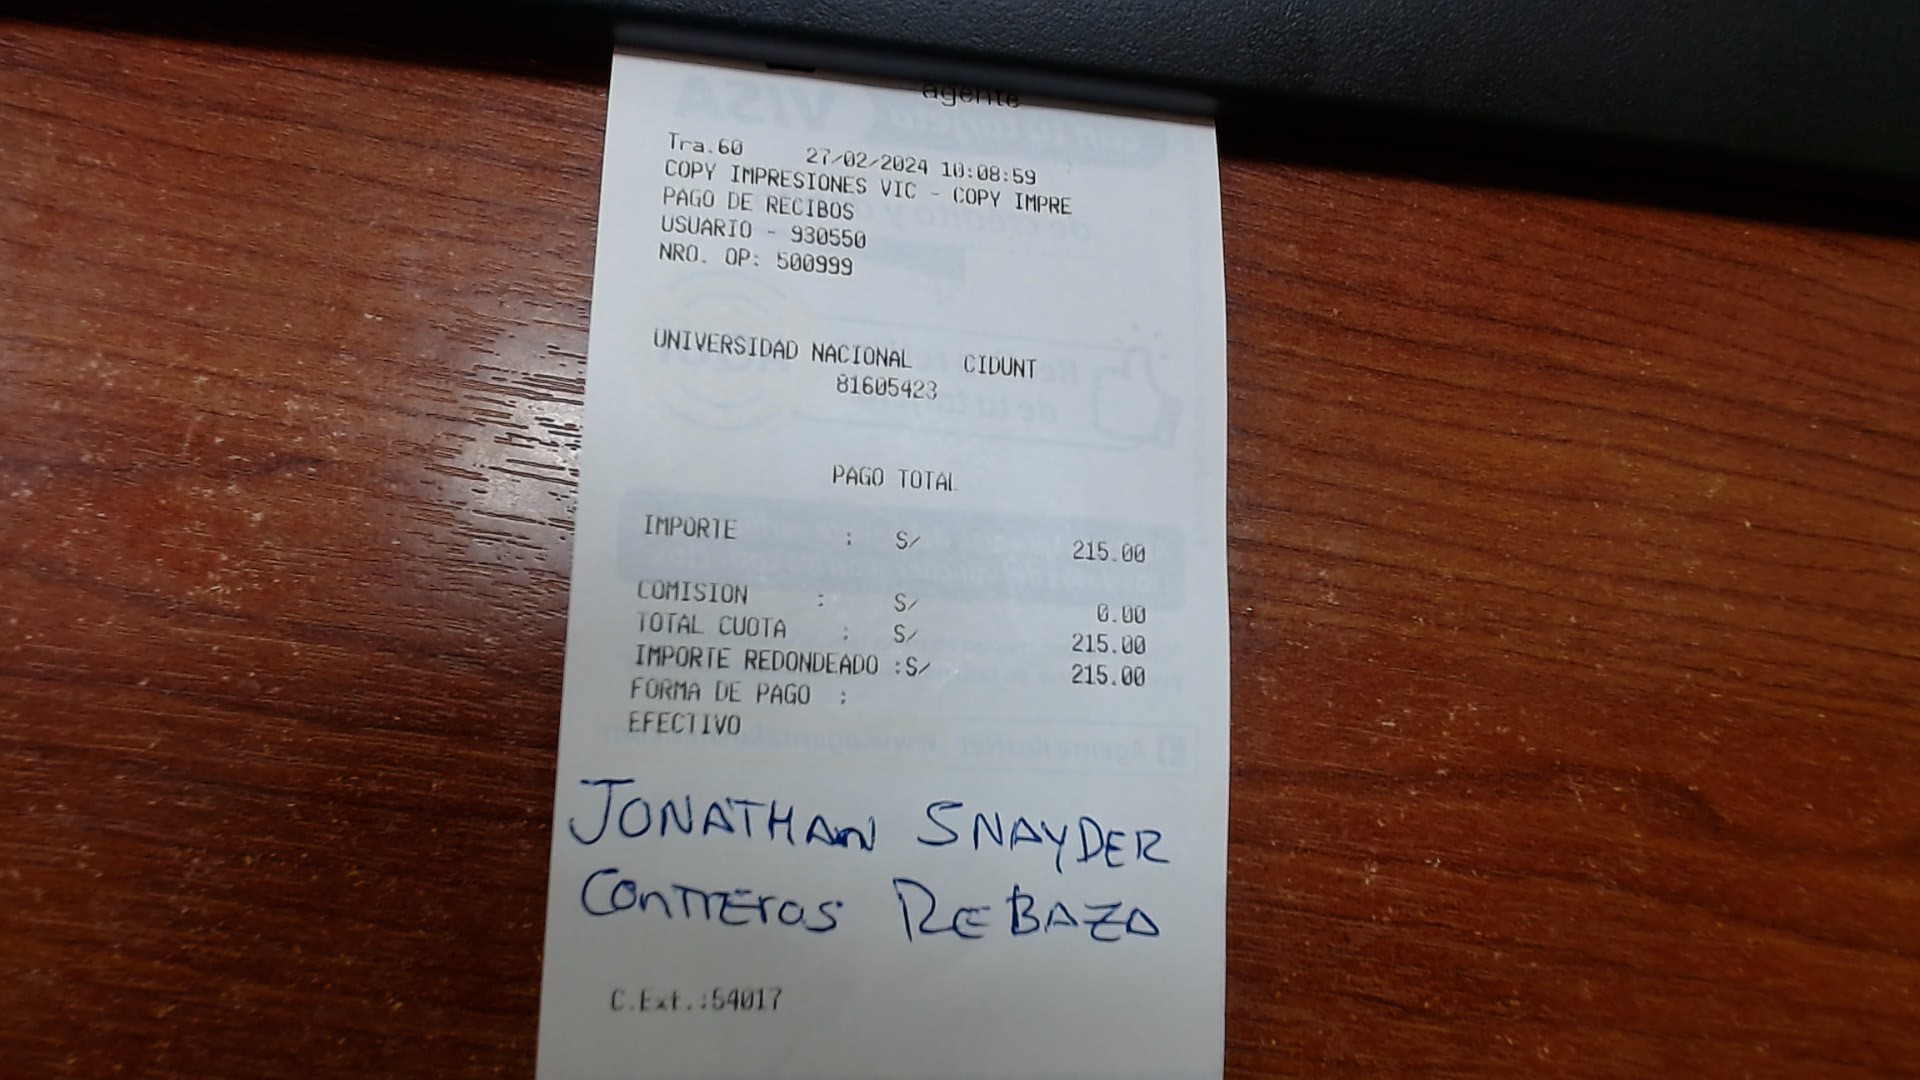 agente
Tra.60 27/02/2024 10:08:59
COPY IMPRESIONES VIC - COPY IMPRE
PAGO DE RECIBOS
USUARIO - 930550
NRO. OP: 500999
UNIVERSIDAD NACIONAL CIDUNT
81605423
PAGO TOTAL
IMPORTE : S/ 215.00
COMISION : S/ 0.00
TOTAL CUOTA : S/ 215.00
IMPORTE REDONDEADO :S/ 215.00
FORMA DE PAGO :
EFECTIVO
JONATHAN SNAYDER
CONTreras REBAZA
C.Ext.:54017